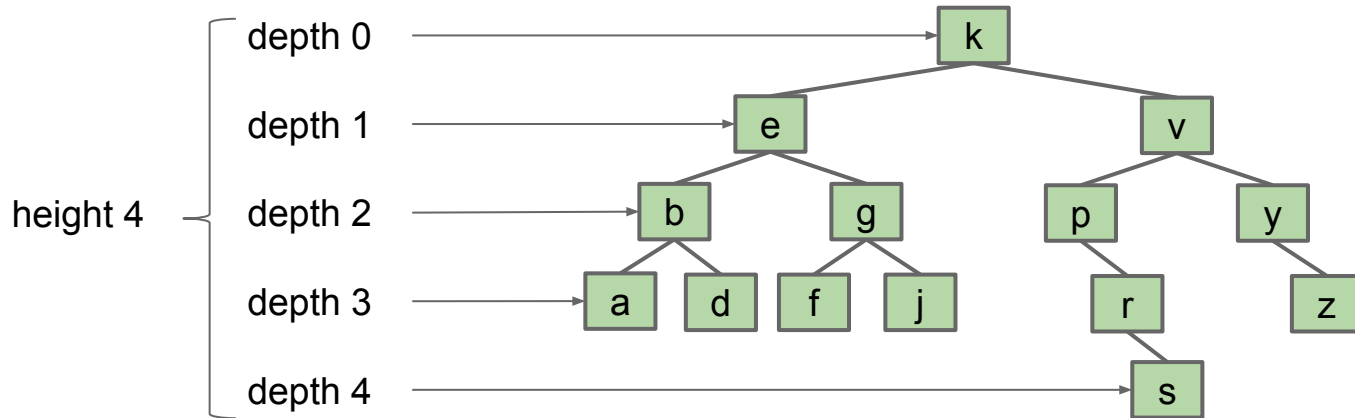 depth 0 k
depth 1 e v
height 4 depth 2 b g p y
depth 3 a d f j r z
depth 4 s